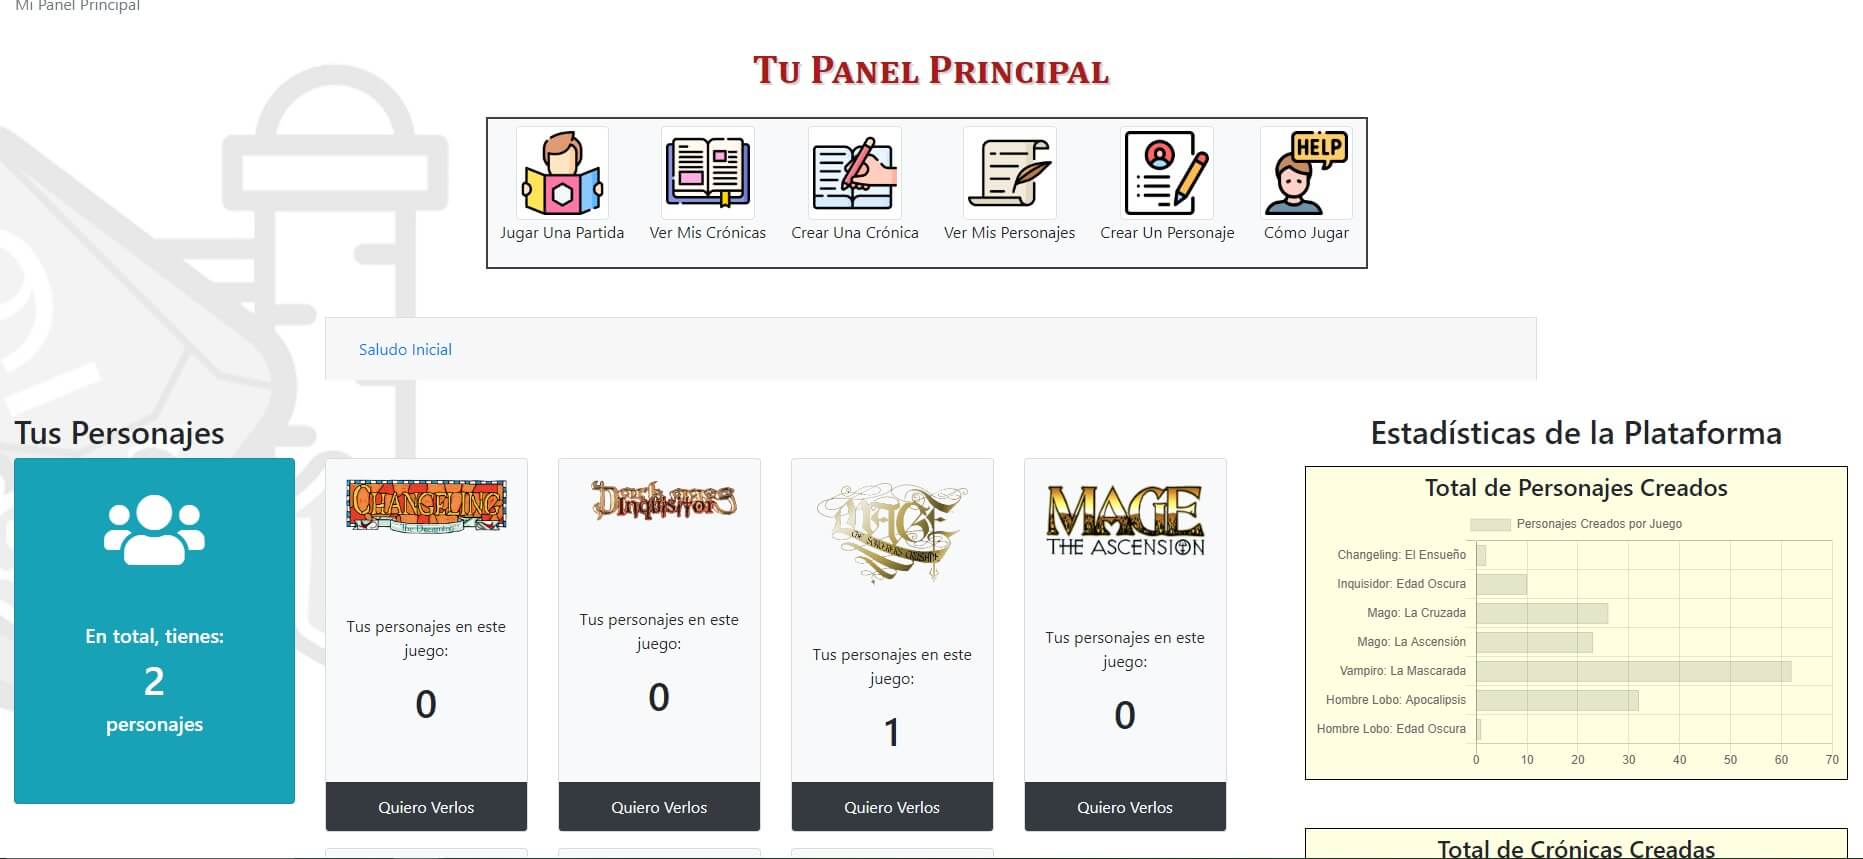 Mi Panel Principal
Tu Panel Principal
HELP
Jugar Una Partida
Ver Mis Crónicas
Crear Una Crónica
Ver Mis Personajes
Crear Un Personaje
Cómo Jugar
Saludo Inicial
Tus Personajes
En total, tienes:
2
personajes
CHANGELING
The Dreaming
Tus personajes en este
juego:
0
Quiero Verlos
Dark Ages
Inquisitor
Tus personajes en este
juego:
0
Quiero Verlos
MAGE
THE SORCERERS CRUSADE
Tus personajes en este
juego:
1
Quiero Verlos
MAGE
THE ASCENSION
Tus personajes en este
juego:
0
Quiero Verlos
Estadísticas de la Plataforma
Total de Personajes Creados
Personajes Creados por Juego
Changeling: El Ensueño
Inquisidor: Edad Oscura
Mago: La Cruzada
Mago: La Ascensión
Vampiro: La Mascarada
Hombre Lobo: Apocalipsis
Hombre Lobo: Edad Oscura
0 10 20 30 40 50 60 70
Total de Crónicas Creadas